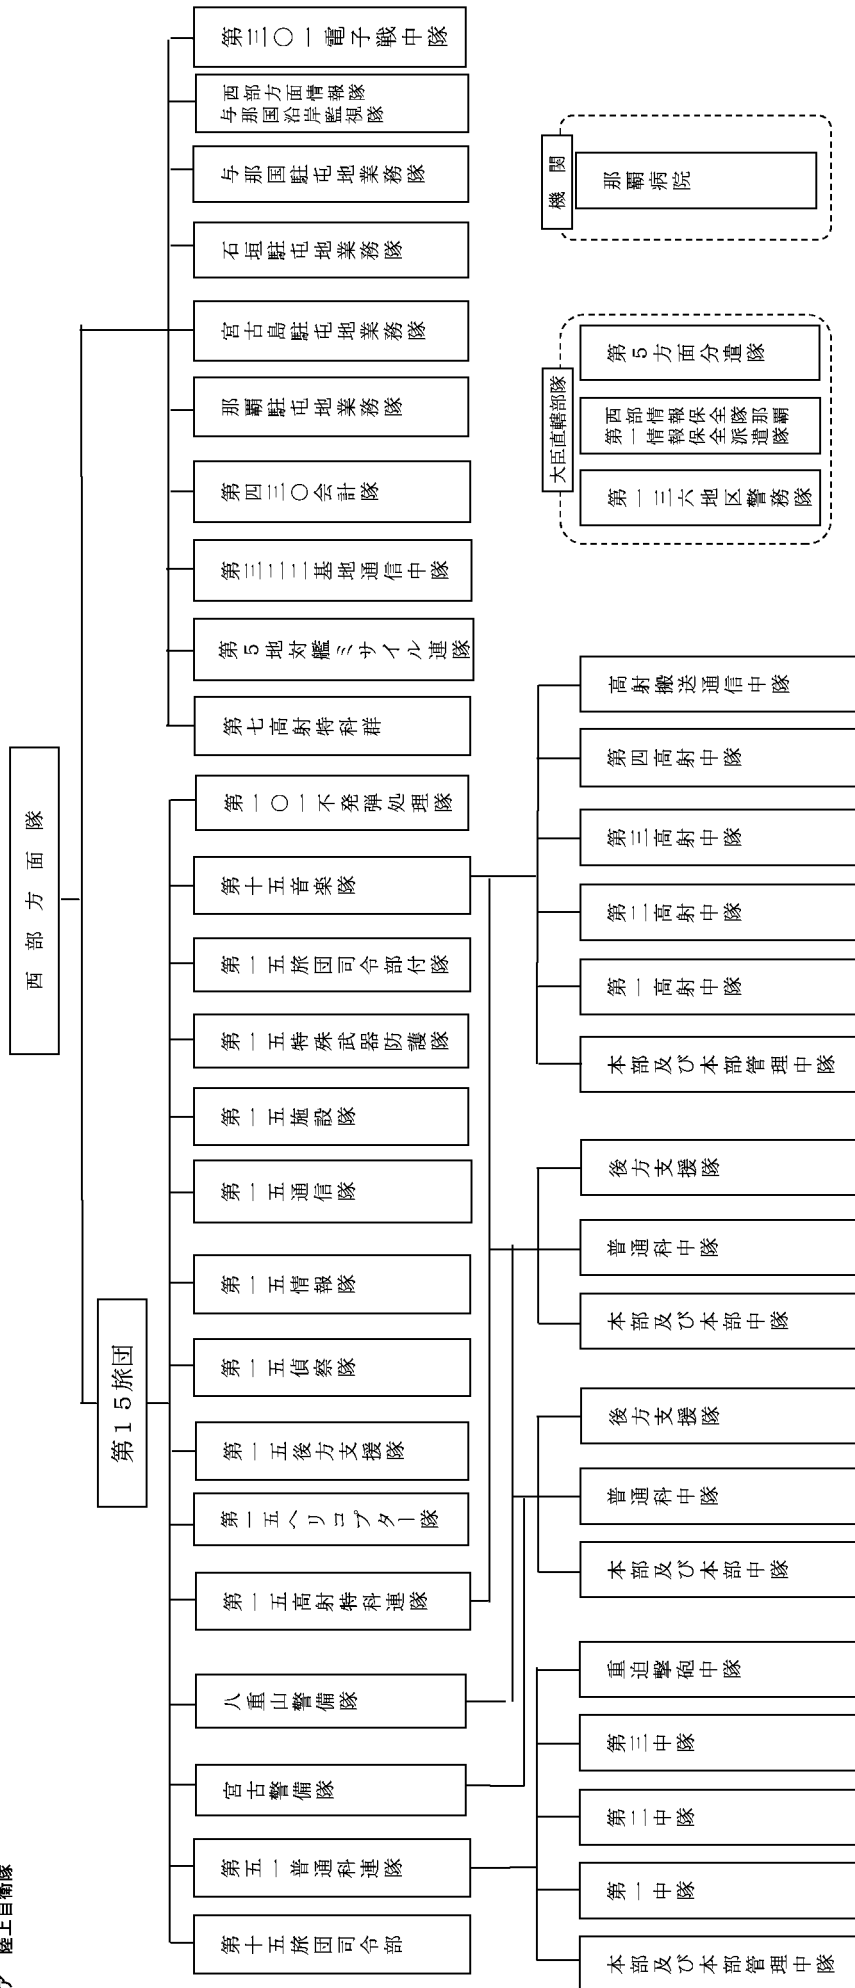 ア　陸上自衛隊
西部方面隊
第１５旅団
第十五旅団司令部
第五一普通科連隊
宮古警備隊
八重山警備隊
第一五高射特科連隊
第一五ヘリコプター隊
第一五後方支援隊
第一五偵察隊
第一五情報隊
第一五通信隊
第一五施設隊
第一五特殊武器防護隊
第一五旅団司令部付隊
第十五音楽隊
第一〇一不発弾処理隊
第七高射特科群
第５地対艦ミサイル連隊
第三二二基地通信中隊
第四三〇会計隊
那覇駐屯地業務隊
宮古島駐屯地業務隊
石垣駐屯地業務隊
与那国駐屯地業務隊
西部方面情報隊
与那国沿岸監視隊
第三〇一電子戦中隊
本部及び本部管理中隊
第一中隊
第二中隊
第三中隊
重迫撃砲中隊
本部及び本部中隊
普通科中隊
後方支援隊
本部及び本部中隊
普通科中隊
後方支援隊
本部及び本部管理中隊
第一高射中隊
第二高射中隊
第三高射中隊
第四高射中隊
高射搬送通信中隊
大臣直轄部隊
第一三六地区警務隊
西部情報保全隊那覇
第一情報保全派遣隊
第５方面分遣隊
機関
那覇病院